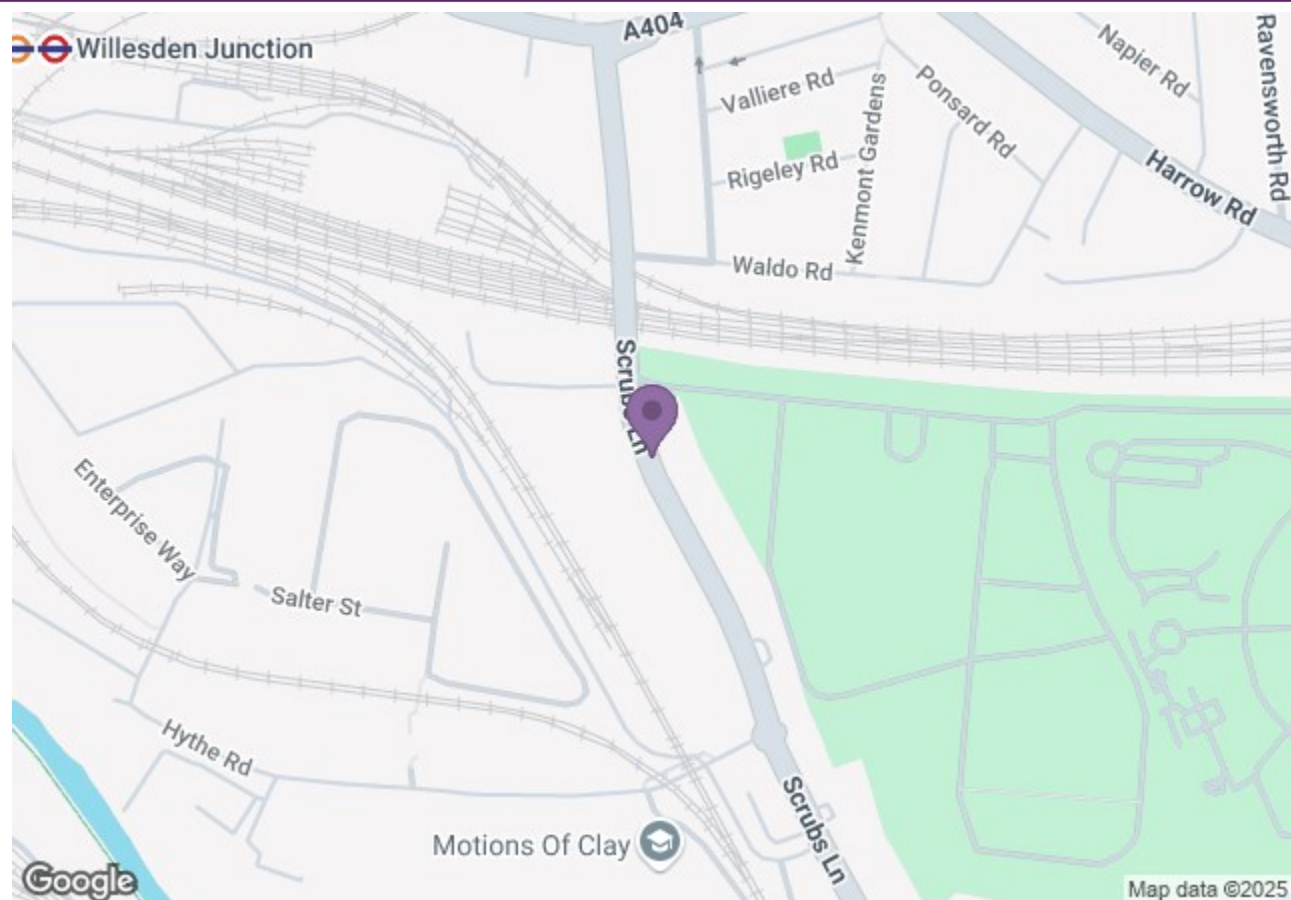 Willesden Junction
A404
Valliere Rd
Rigeley Rd
Kenmont Gardens
Ponsard Rd
Napier Rd
Ravensworth Rd
Harrow Rd
Waldo Rd
Scrubs Ln
Enterprise Way
Salter St
Hythe Rd
Motions Of Clay
Scrubs Ln
Google
Map data ©2025